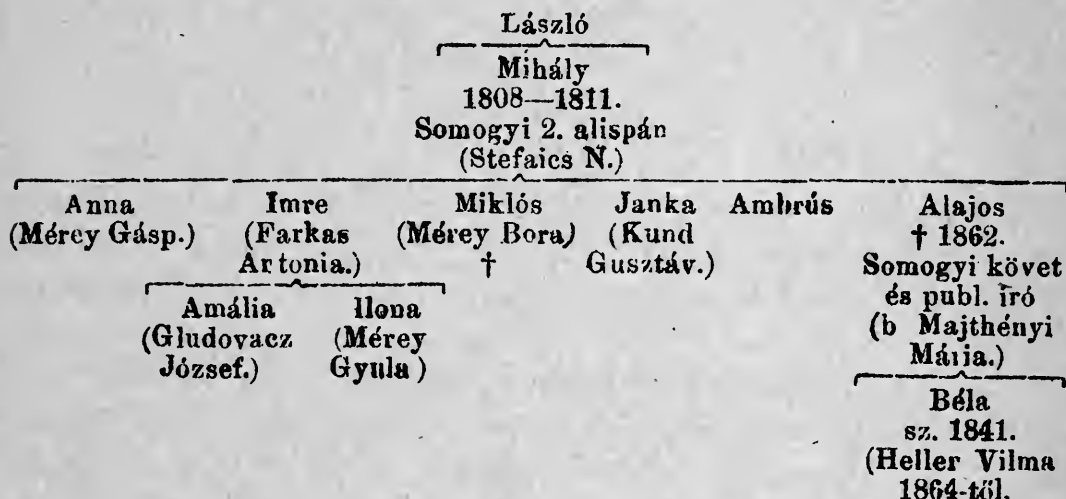 László
Mihály
1808—1811.
Somogyi 2. alispán
(Stefaics N.)
Anna Imre Miklós Janka Ambrús Alajos
(Mérey Gásp.) (Farkas (Mérey Bora) (Kund † 1862.
Artonia.) † Gusztáv.) Somogyi követ
és publ. író
Amália Ilona (b Majthényi
(Gludovacz (Mérey Mária.)
József.) Gyula)
Béla
sz. 1841.
(Heller Vilma
1864-től.